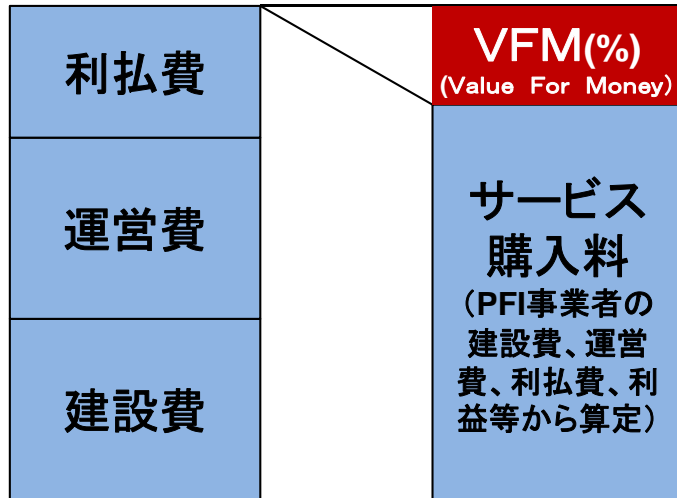 利払費
運営費
建設費
VFM(%)
(Value For Money)
サービス
購入料
（PFI事業者の
建設費、運営
費、利払費、利
益等から算定）